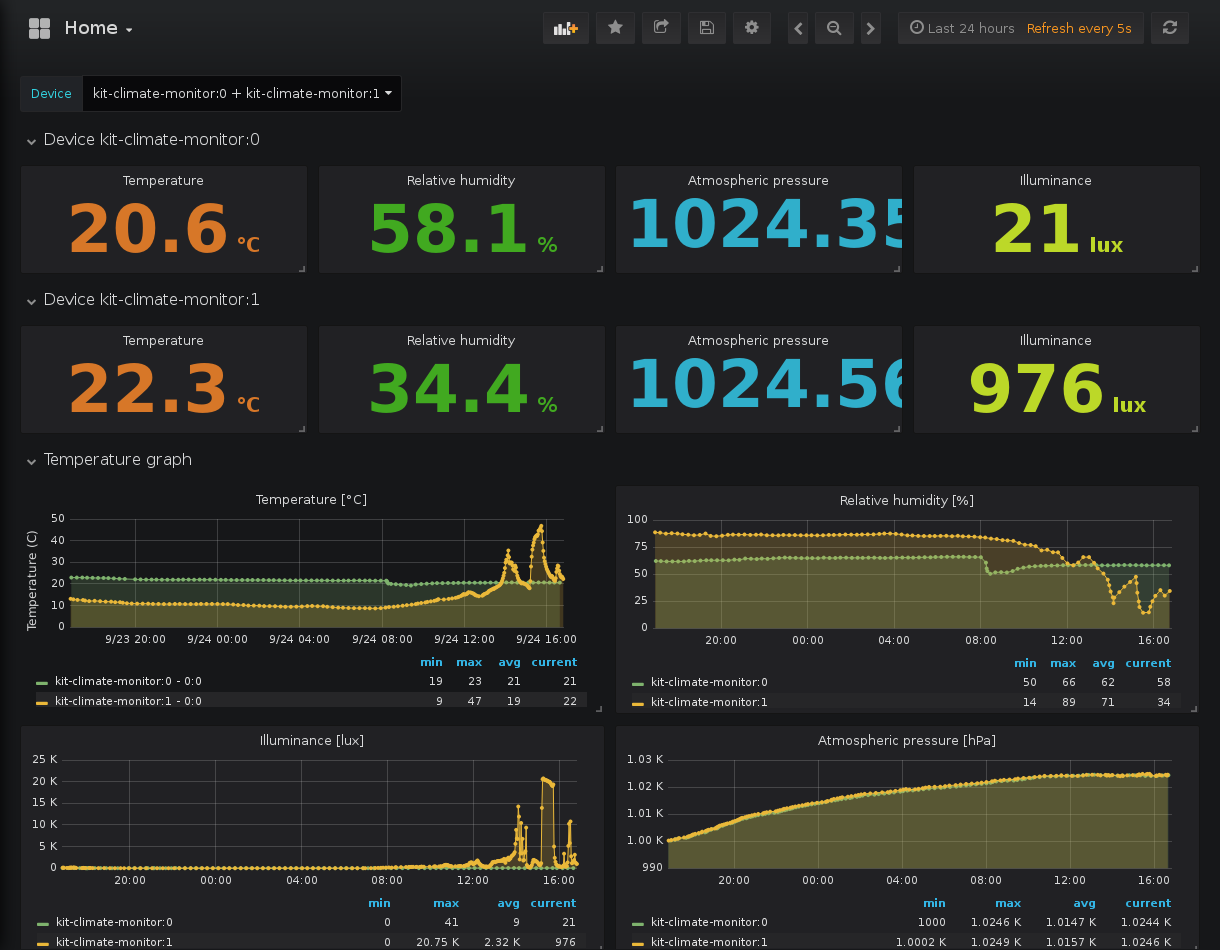 Home
Last 24 hours Refresh every 5s
Device kit-climate-monitor:0 + kit-climate-monitor:1
Device kit-climate-monitor:0
Temperature Relative humidity Atmospheric pressure Illuminance
20.6 °C 58.1 % 1024.35 21 lux
Device kit-climate-monitor:1
Temperature Relative humidity Atmospheric pressure Illuminance
22.3 °C 34.4 % 1024.56 976 lux
Temperature graph
Temperature [°C]
Temperature (C)
50
40
30
20
10
0
9/23 20:00 9/24 00:00 9/24 04:00 9/24 08:00 9/24 12:00 9/24 16:00
min max avg current
kit-climate-monitor:0 - 0:0 19 23 21 21
kit-climate-monitor:1 - 0:0 9 47 19 22
Relative humidity [%]
100
75
50
25
0
20:00 00:00 04:00 08:00 12:00 16:00
min max avg current
kit-climate-monitor:0 50 66 62 58
kit-climate-monitor:1 14 89 71 34
Illuminance [lux]
25 K
20 K
15 K
10 K
5 K
0
20:00 00:00 04:00 08:00 12:00 16:00
min max avg current
kit-climate-monitor:0 0 41 9 21
kit-climate-monitor:1 0 20.75 K 2.32 K 976
Atmospheric pressure [hPa]
1.03 K
1.02 K
1.01 K
1.00 K
990
20:00 00:00 04:00 08:00 12:00 16:00
min max avg current
kit-climate-monitor:0 1000 1.0246 K 1.0147 K 1.0244 K
kit-climate-monitor:1 1.0002 K 1.0249 K 1.0157 K 1.0246 K